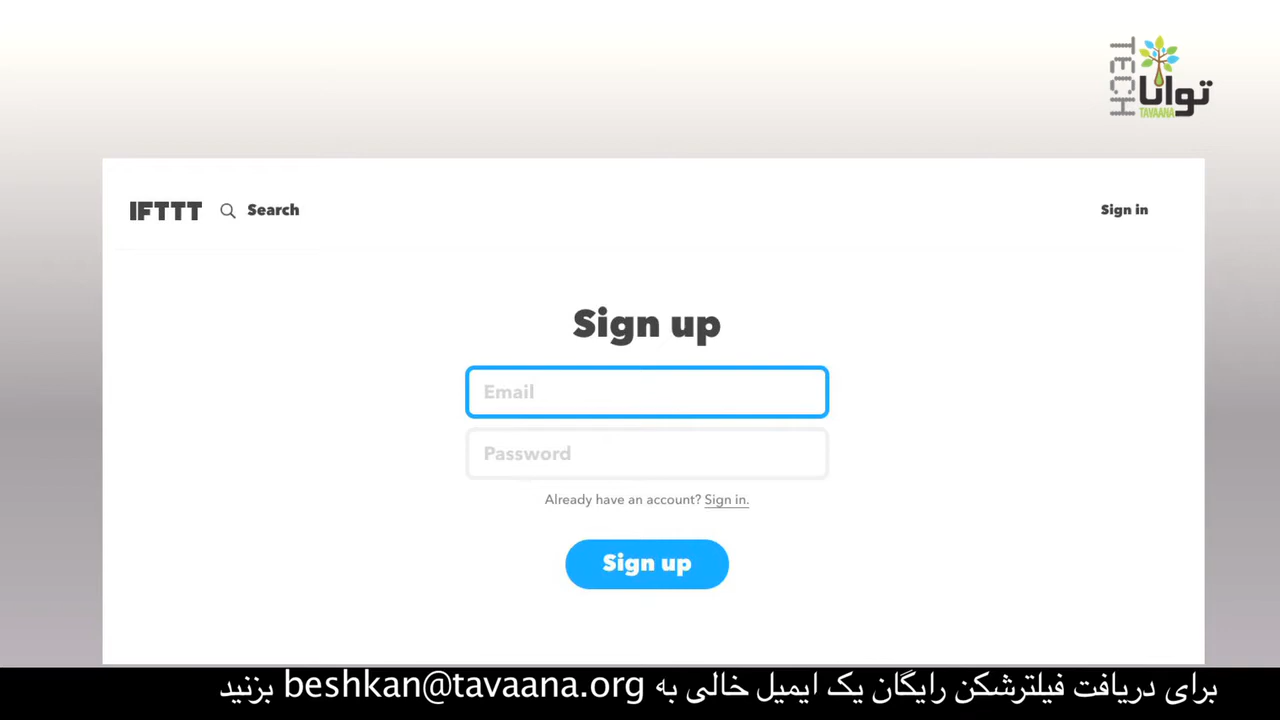 TECH
توانا
TAVAANA
IFTTT Search Sign in
Sign up
Email
Password
Already have an account? Sign in.
Sign up
برای دریافت فیلترشکن رایگان یک ایمیل خالی به beshkan@tavaana.org بزنید